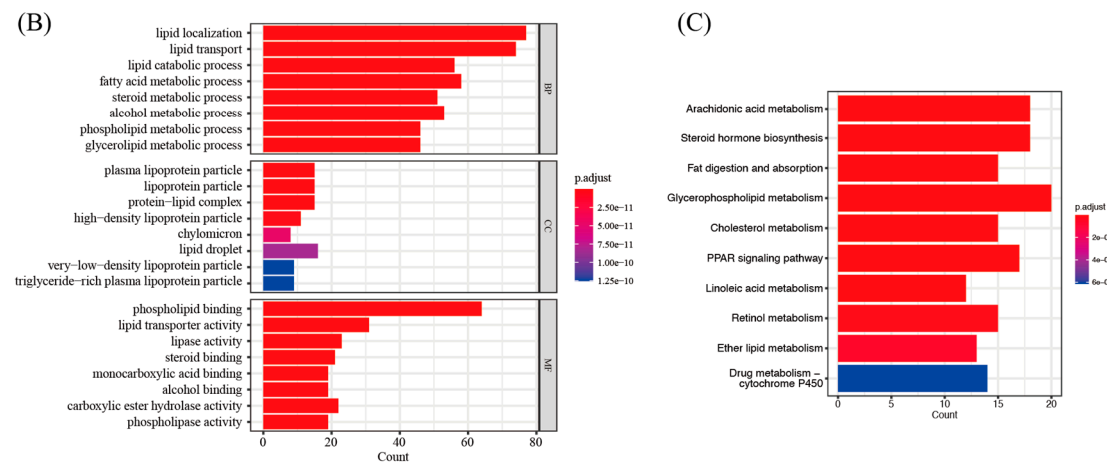 (B)
lipid localization
lipid transport
lipid catabolic process
fatty acid metabolic process
steroid metabolic process
alcohol metabolic process
phospholipid metabolic process
glycerolipid metabolic process
BP
plasma lipoprotein particle
lipoprotein particle
protein−lipid complex
high−density lipoprotein particle
chylomicron
lipid droplet
very−low−density lipoprotein particle
triglyceride−rich plasma lipoprotein particle
CC
phospholipid binding
lipid transporter activity
lipase activity
steroid binding
monocarboxylic acid binding
alcohol binding
carboxylic ester hydrolase activity
phospholipase activity
MF
0 20 40 60 80
Count
p.adjust
2.50e−11
5.00e−11
7.50e−11
1.00e−10
1.25e−10
(C)
Arachidonic acid metabolism
Steroid hormone biosynthesis
Fat digestion and absorption
Glycerophospholipid metabolism
Cholesterol metabolism
PPAR signaling pathway
Linoleic acid metabolism
Retinol metabolism
Ether lipid metabolism
Drug metabolism −
cytochrome P450
0 5 10 15 20
Count
p.adjust
2e−0
4e−0
6e−0